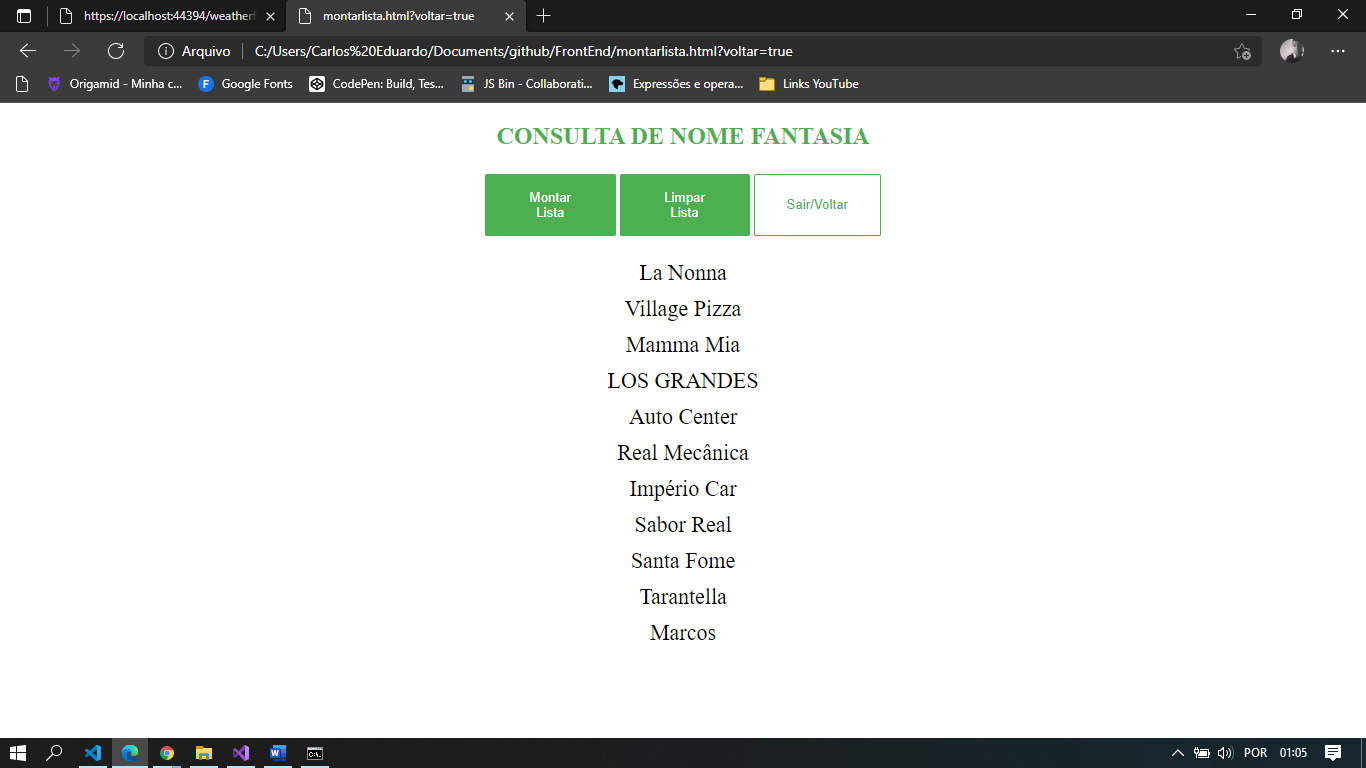 https://localhost:44394/weatherf
montarlista.html?voltar=true
Arquivo
C:/Users/Carlos%20Eduardo/Documents/github/FrontEnd/montarlista.html?voltar=true
Origamid - Minha c...
Google Fonts
CodePen: Build, Tes...
JS Bin - Collaborati...
Expressões e opera...
Links YouTube
CONSULTA DE NOME FANTASIA
Montar
Lista
Limpar
Lista
Sair/Voltar
La Nonna
Village Pizza
Mamma Mia
LOS GRANDES
Auto Center
Real Mecânica
Império Car
Sabor Real
Santa Fome
Tarantella
Marcos
POR
01:05